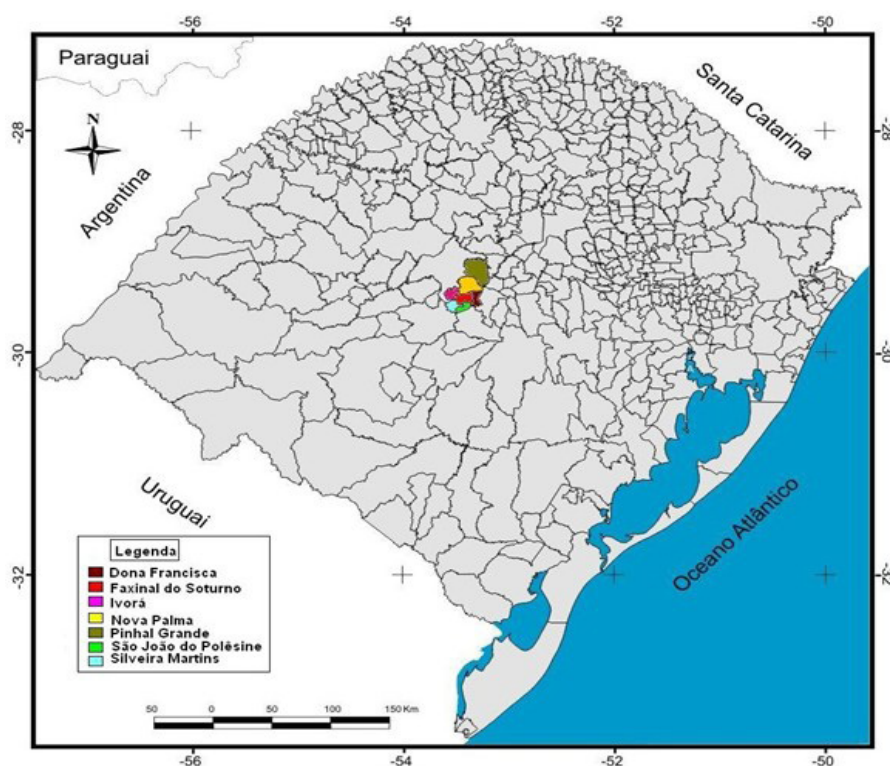 -56
-54
-52
-50
Paraguai
Santa Catarina
N
-28
-28
Argentina
-30
-30
Uruguai
Oceano Atlântico
Legenda
Dona Francisca
Faxinal do Soturno
Ivorá
Nova Palma
Pinhal Grande
São João do Polêsine
Silveira Martins
-32
-32
50 0 50 100 150 Km
-56
-54
-52
-50